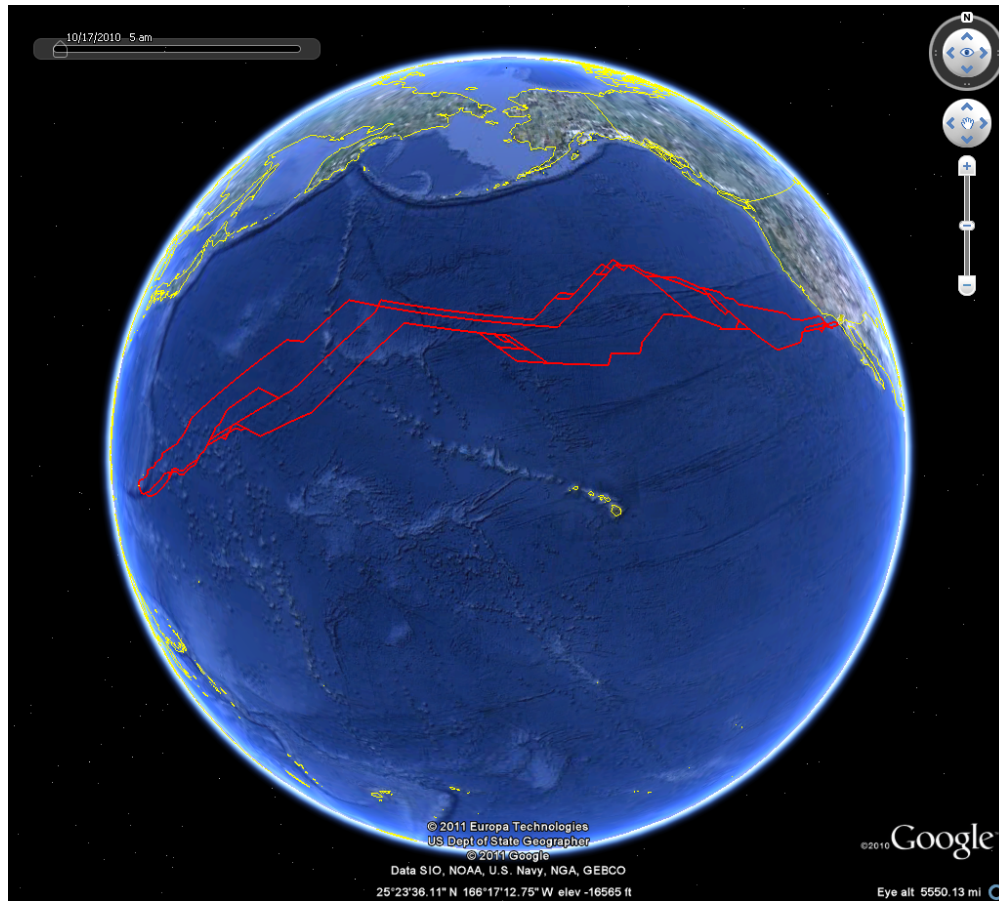 10/17/2010 5 am
N
© 2011 Europa Technologies
US Dept of State Geographer
© 2011 Google
©2010 Google
Data SIO, NOAA, U.S. Navy, NGA, GEBCO
25°23'36.11" N 166°17'12.75" W elev -16565 ft
Eye alt 5550.13 mi